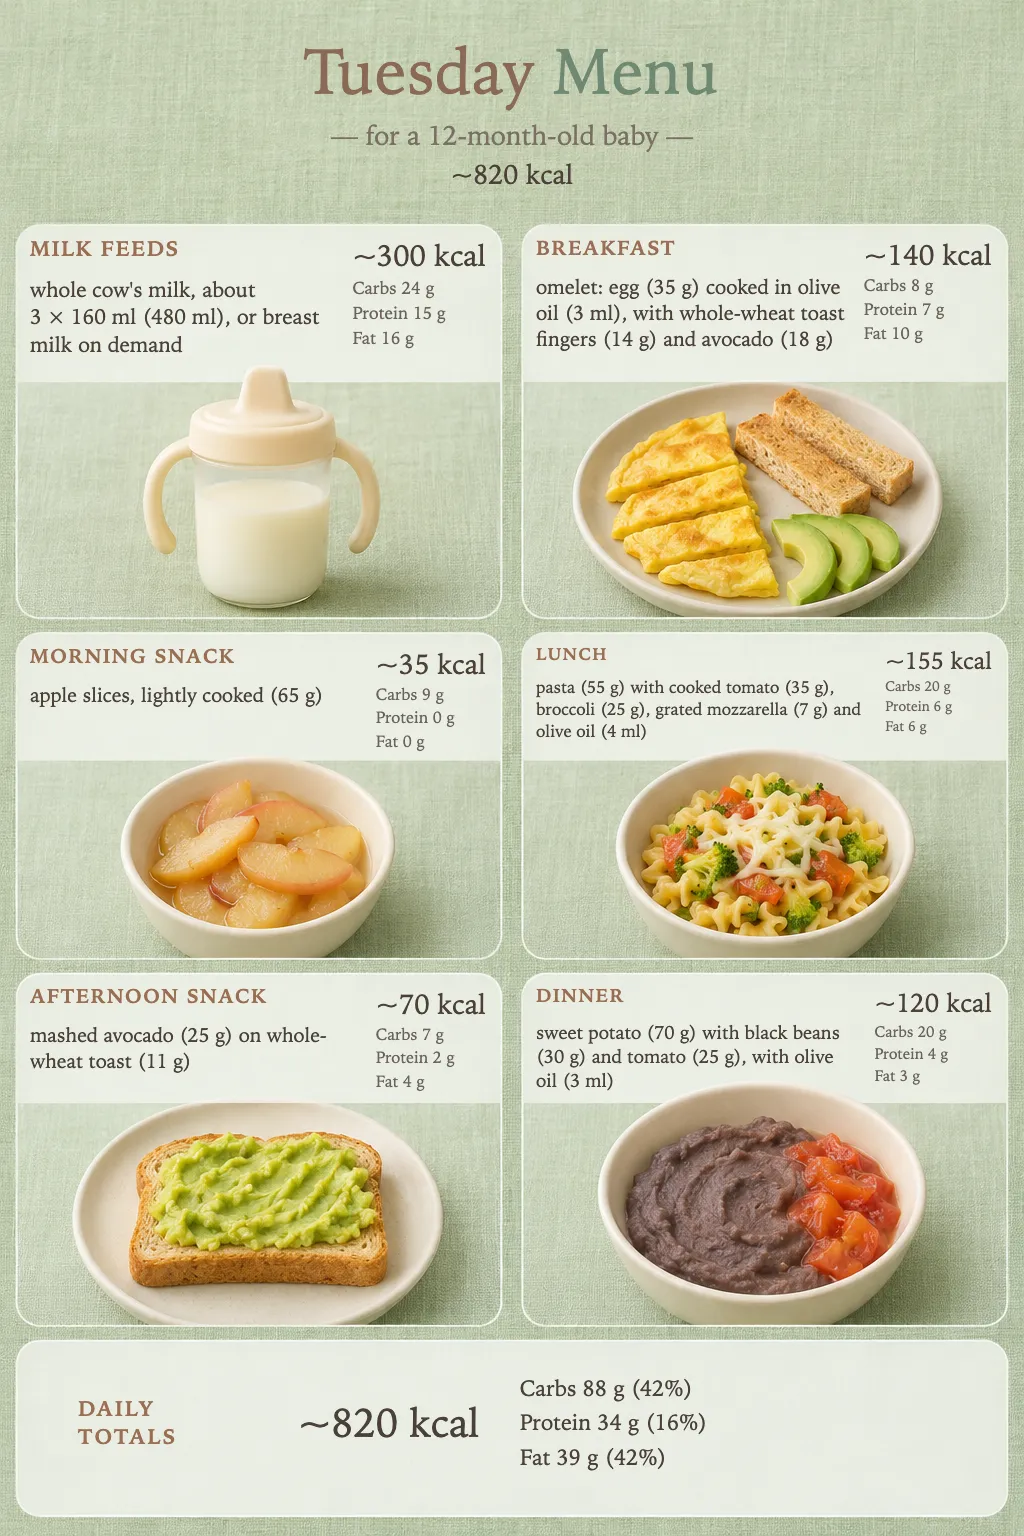 Tuesday Menu
— for a 12-month-old baby —
~820 kcal
MILK FEEDS
~300 kcal
whole cow's milk, about
3 × 160 ml (480 ml), or breast
milk on demand
Carbs 24 g
Protein 15 g
Fat 16 g
BREAKFAST
~140 kcal
omelet: egg (35 g) cooked in olive
oil (3 ml), with whole-wheat toast
fingers (14 g) and avocado (18 g)
Carbs 8 g
Protein 7 g
Fat 10 g
MORNING SNACK
~35 kcal
apple slices, lightly cooked (65 g)
Carbs 9 g
Protein 0 g
Fat 0 g
LUNCH
~155 kcal
pasta (55 g) with cooked tomato (35 g),
broccoli (25 g), grated mozzarella (7 g) and
olive oil (4 ml)
Carbs 20 g
Protein 6 g
Fat 6 g
AFTERNOON SNACK
~70 kcal
mashed avocado (25 g) on whole-
wheat toast (11 g)
Carbs 7 g
Protein 2 g
Fat 4 g
DINNER
~120 kcal
sweet potato (70 g) with black beans
(30 g) and tomato (25 g), with olive
oil (3 ml)
Carbs 20 g
Protein 4 g
Fat 3 g
DAILY
TOTALS
~820 kcal
Carbs 88 g (42%)
Protein 34 g (16%)
Fat 39 g (42%)